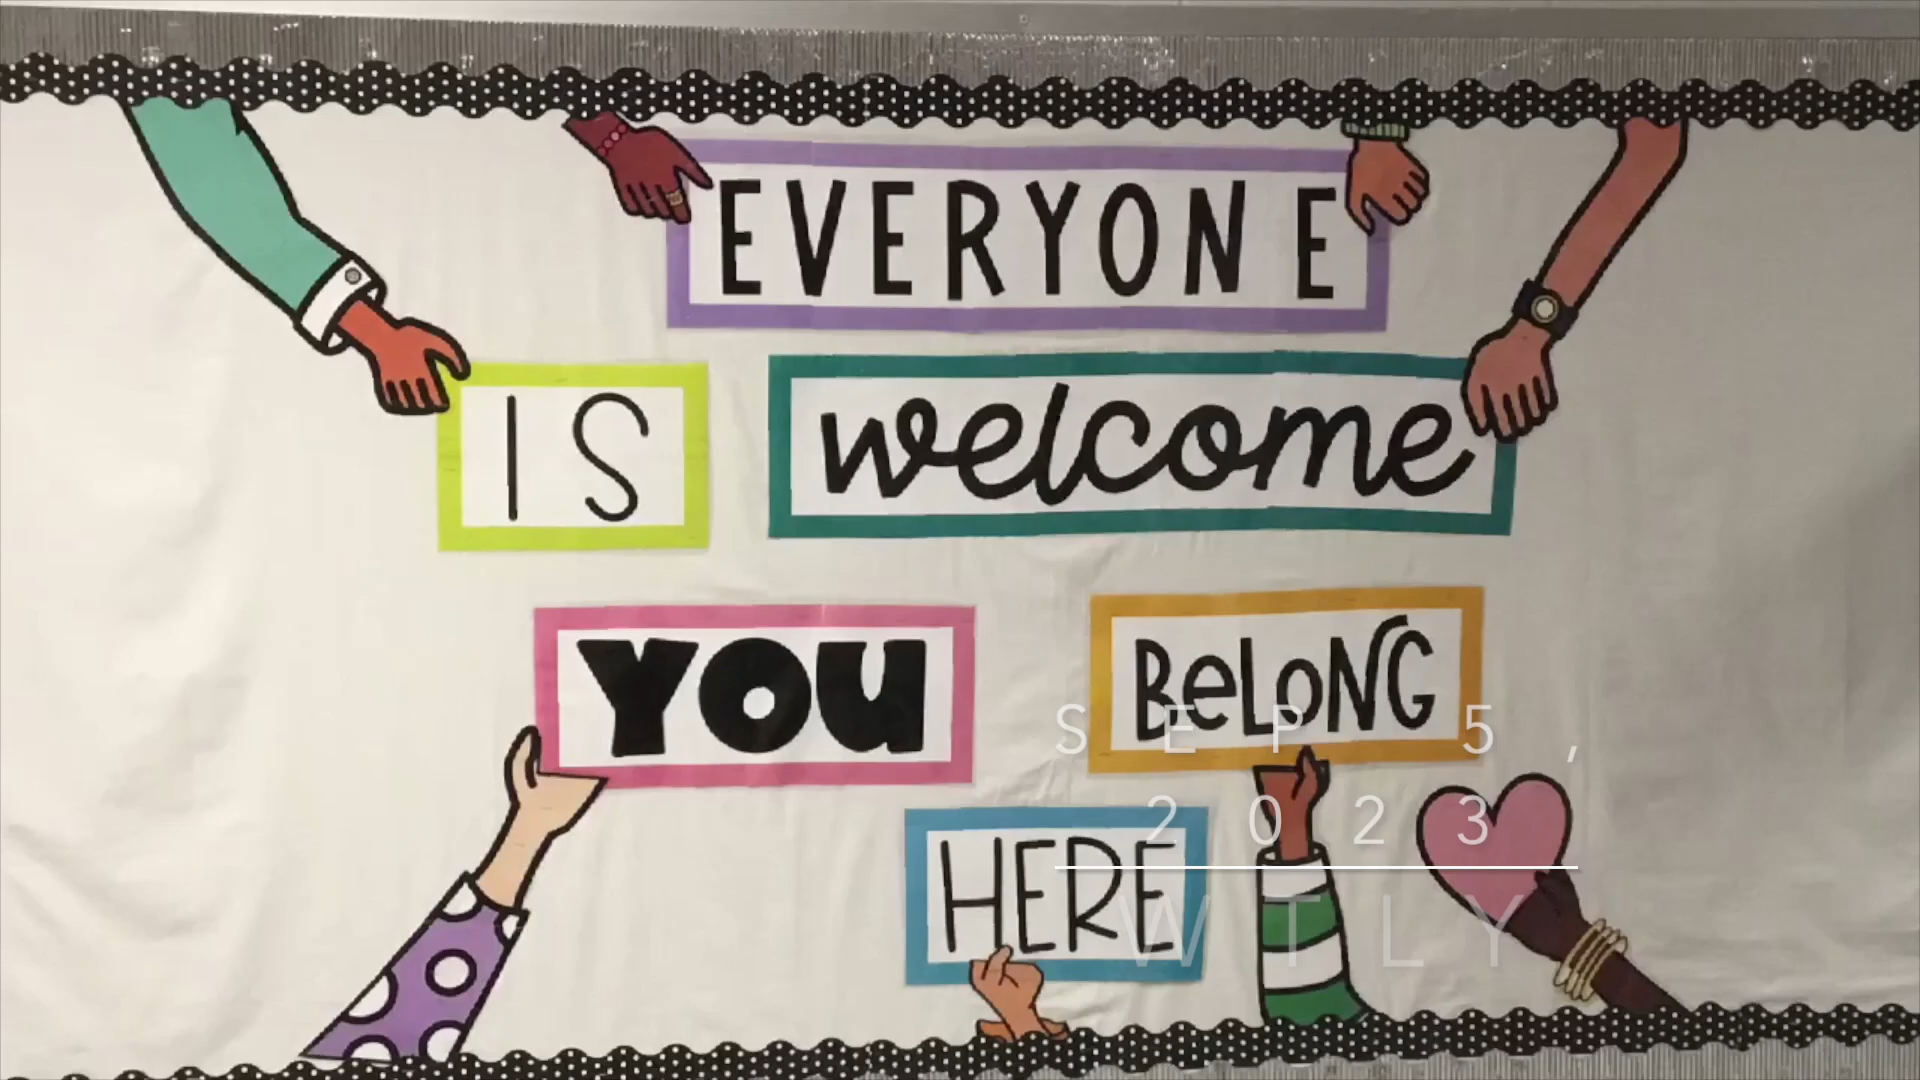 EVERYONE
IS welcome
YOU BeLoNG
HERE
SEP 5,
2023
WTLY